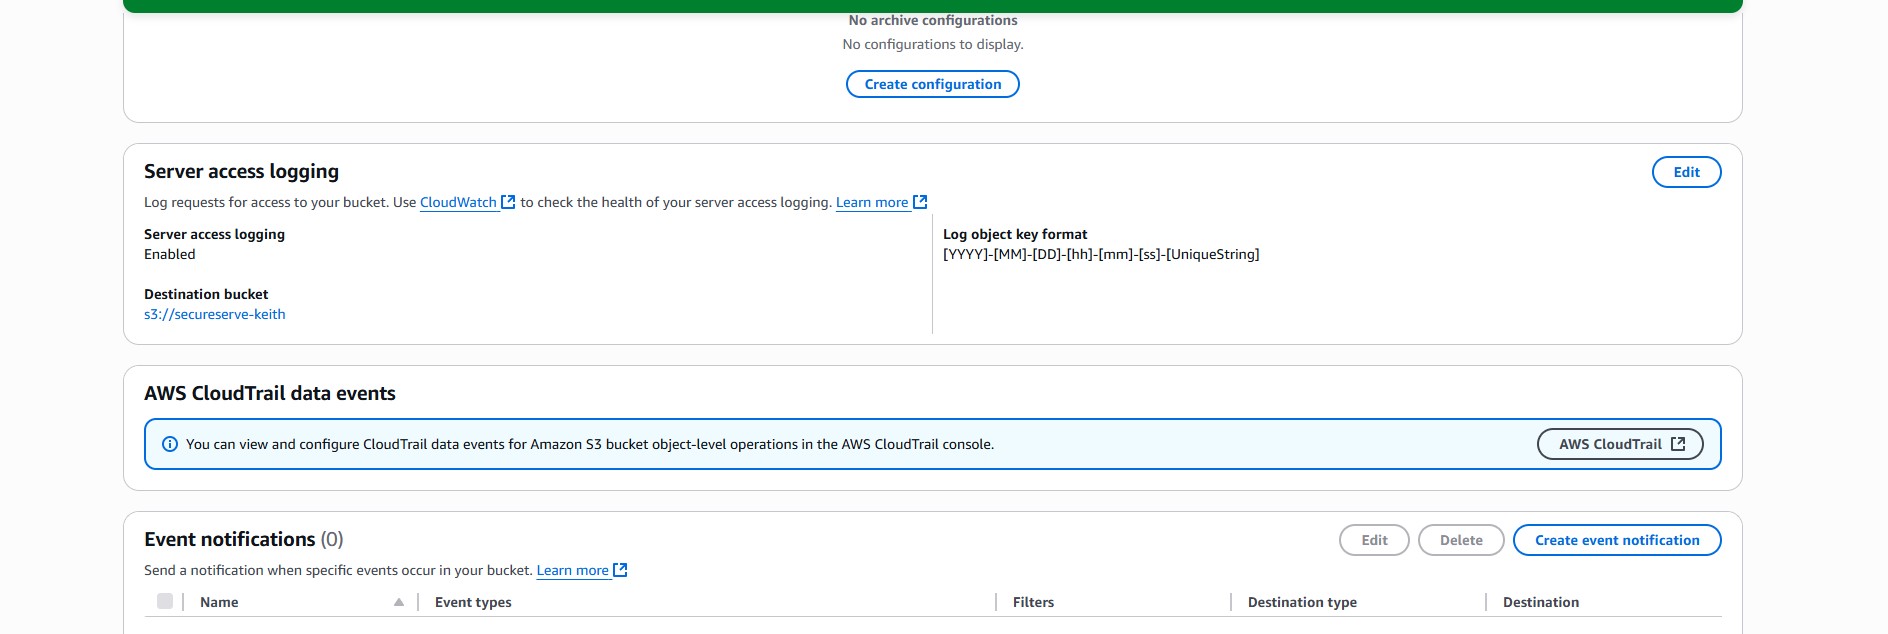 No archive configurations
No configurations to display.
Create configuration
Server access logging
Edit
Log requests for access to your bucket. Use CloudWatch to check the health of your server access logging. Learn more
Server access logging
Enabled
Destination bucket
s3://secureserve-keith
Log object key format
[YYYY]-[MM]-[DD]-[hh]-[mm]-[ss]-[UniqueString]
AWS CloudTrail data events
You can view and configure CloudTrail data events for Amazon S3 bucket object-level operations in the AWS CloudTrail console.
AWS CloudTrail
Event notifications (0)
Edit
Delete
Create event notification
Send a notification when specific events occur in your bucket. Learn more
Name
Event types
Filters
Destination type
Destination